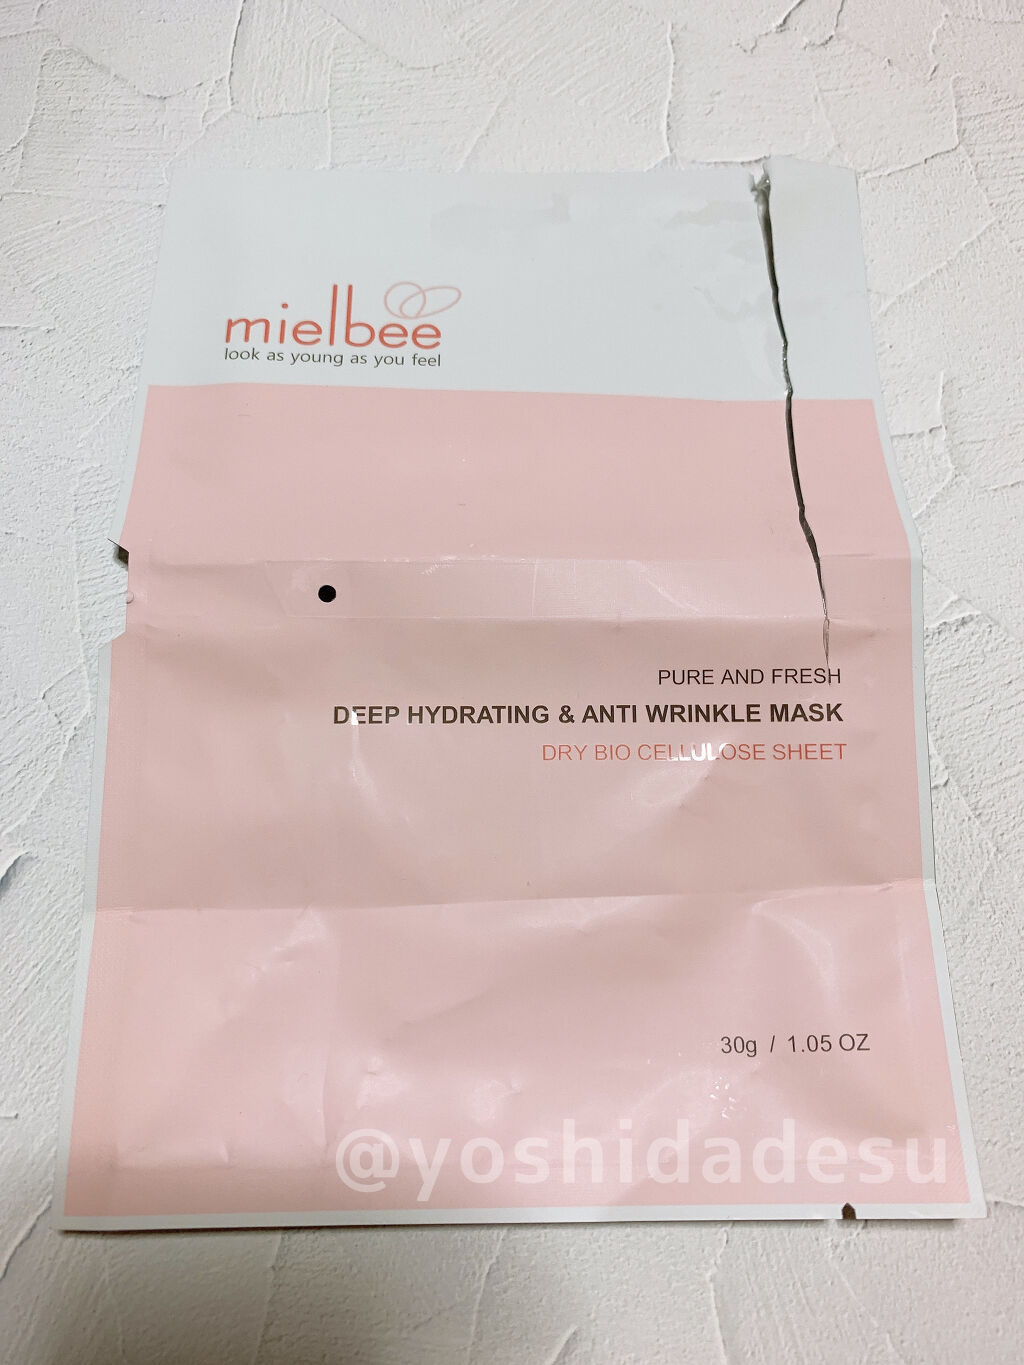 mielbee
look as young as you feel
PURE AND FRESH
DEEP HYDRATING & ANTI WRINKLE MASK
DRY BIO CELLULOSE SHEET
30g / 1.05 OZ
@yoshidadesu